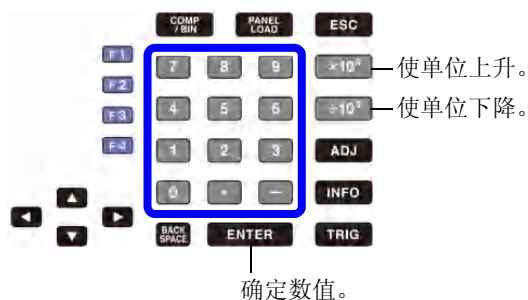 COMP
/BIN
PANEL
LOAD
ESC
F1
7 8 9 ×10³ 使单位上升。
F2
4 5 6 ÷10³ 使单位下降。
F3
F4
1 2 3 ADJ
0 . − INFO
BACK
SPACE
ENTER
TRIG
确定数值。